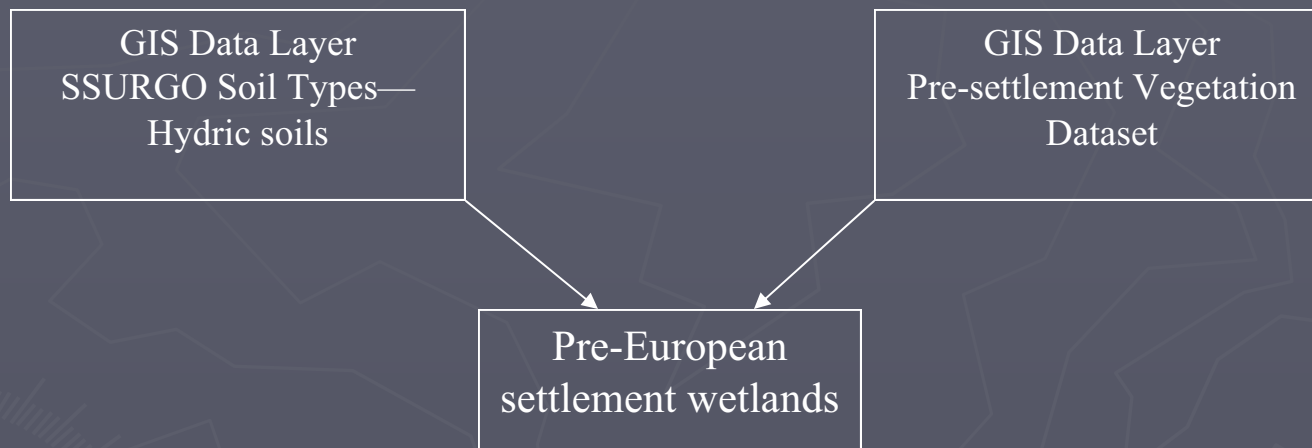 GIS Data Layer
SSURGO Soil Types—
Hydric soils
GIS Data Layer
Pre-settlement Vegetation
Dataset
Pre-European
settlement wetlands